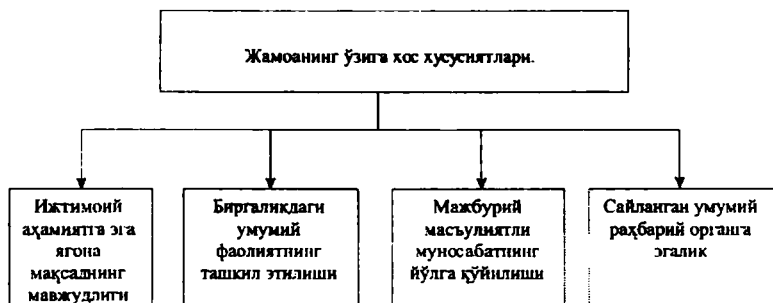 Жамоанинг ўзига хос хусусиятлари.
Ижтимоий
аҳамиятга эга
ягона
мақсаднинг
мавжудлиги
Биргаликдаги
умумий
фаолиятнинг
ташкил этилиши
Мажбурий
масъулиятли
муносабатнинг
йўлга қўйилиши
Сайланган умумий
раҳбарий органга
эгалик